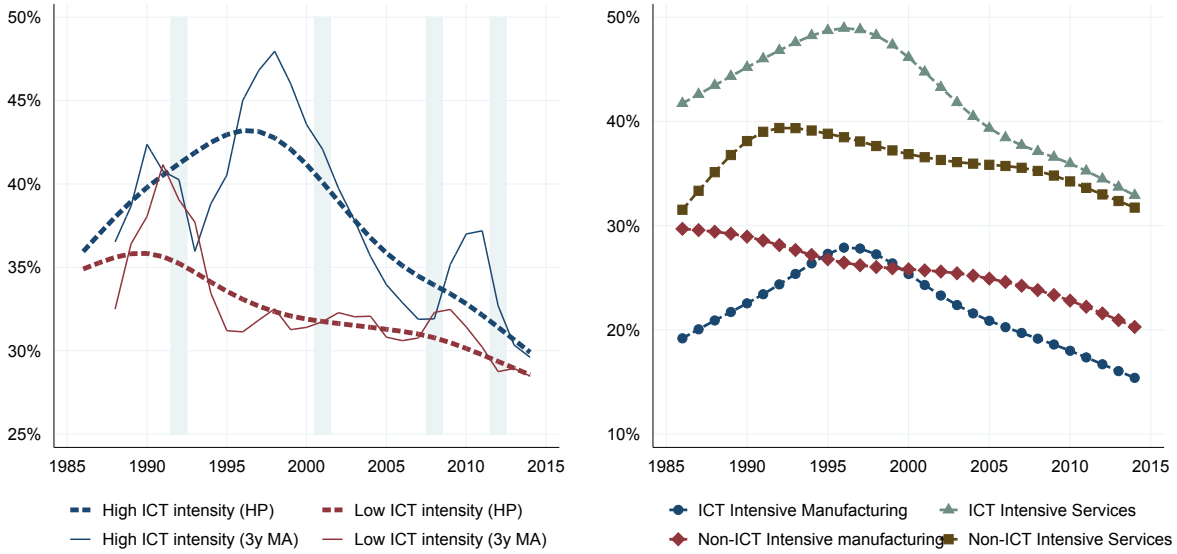 50%
45%
40%
35%
30%
25%
1985 1990 1995 2000 2005 2010 2015
High ICT intensity (HP) Low ICT intensity (HP)
High ICT intensity (3y MA) Low ICT intensity (3y MA)
50%
40%
30%
20%
10%
1985 1990 1995 2000 2005 2010 2015
ICT Intensive Manufacturing ICT Intensive Services
Non-ICT Intensive manufacturing Non-ICT Intensive Services